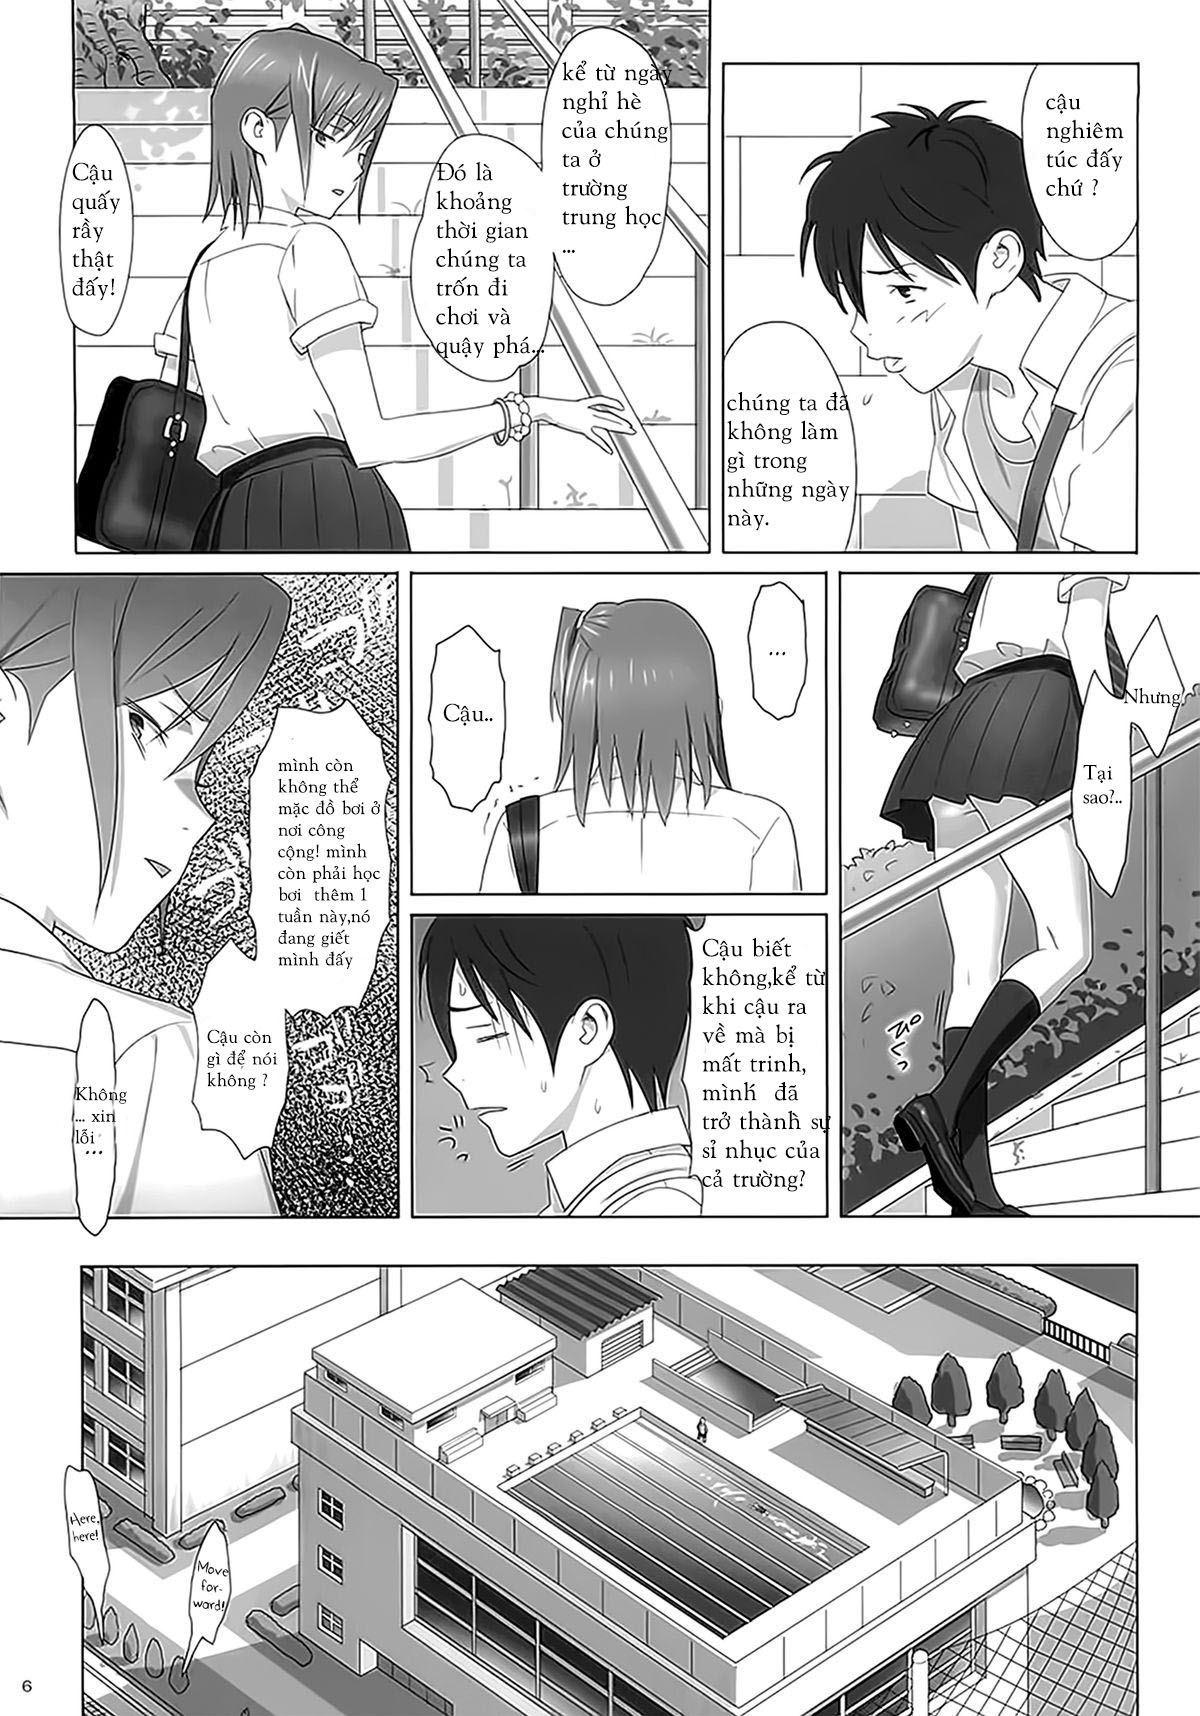 cậu
nghiêm
túc đấy
chứ ?
chúng ta đã
không làm
gì trong
những ngày
này.
kể từ ngày
nghỉ hè
của chúng
ta ở
trường
trung học
...
Đó là
khoảng
thời gian
chúng ta
trốn đi
chơi và
quậy phá...
Cậu
quấy
rầy
thật
đấy!
Nhưng,
Tại
sao?..
ぴくっ
...
Cậu..
Cậu biết
không,kể từ
khi cậu ra
về mà bị
mất trinh,
mình đã
trở thành sự
sỉ nhục của
cả trường?
mình còn
không thể
mặc đồ bơi ở
nơi công
cộng! mình
còn phải học
bơi thêm 1
tuần này,nó
đang giết
mình đấy
Cậu còn
gì để nói
không ?
Không
... xin
lỗi
...
Here,
here!
Move
for-
ward!
6